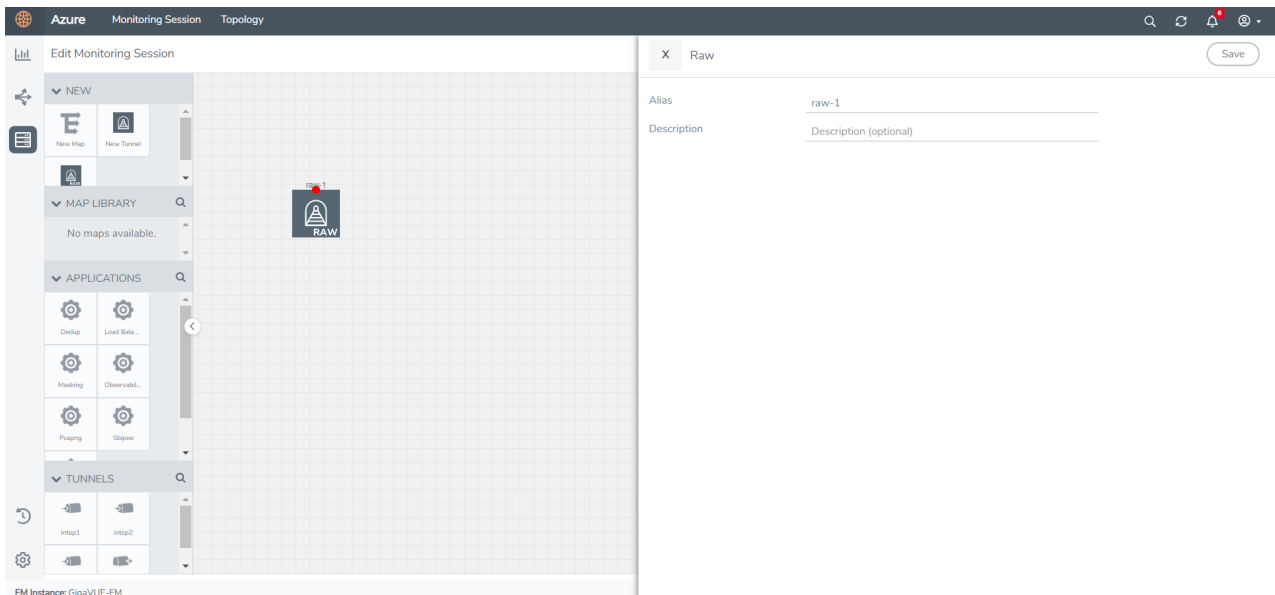 Azure Monitoring Session Topology 6
Edit Monitoring Session
X Raw Save
NEW
New Map New Tunnel
RAW
MAP LIBRARY
No maps available.
APPLICATIONS
Dedup Load Bala...
Masking Observabil...
Pcapng Sbipoe
TUNNELS
intep1 intep2
raw-1
RAW
Alias raw-1
Description Description (optional)
FM Instance: GigaVUE-FM